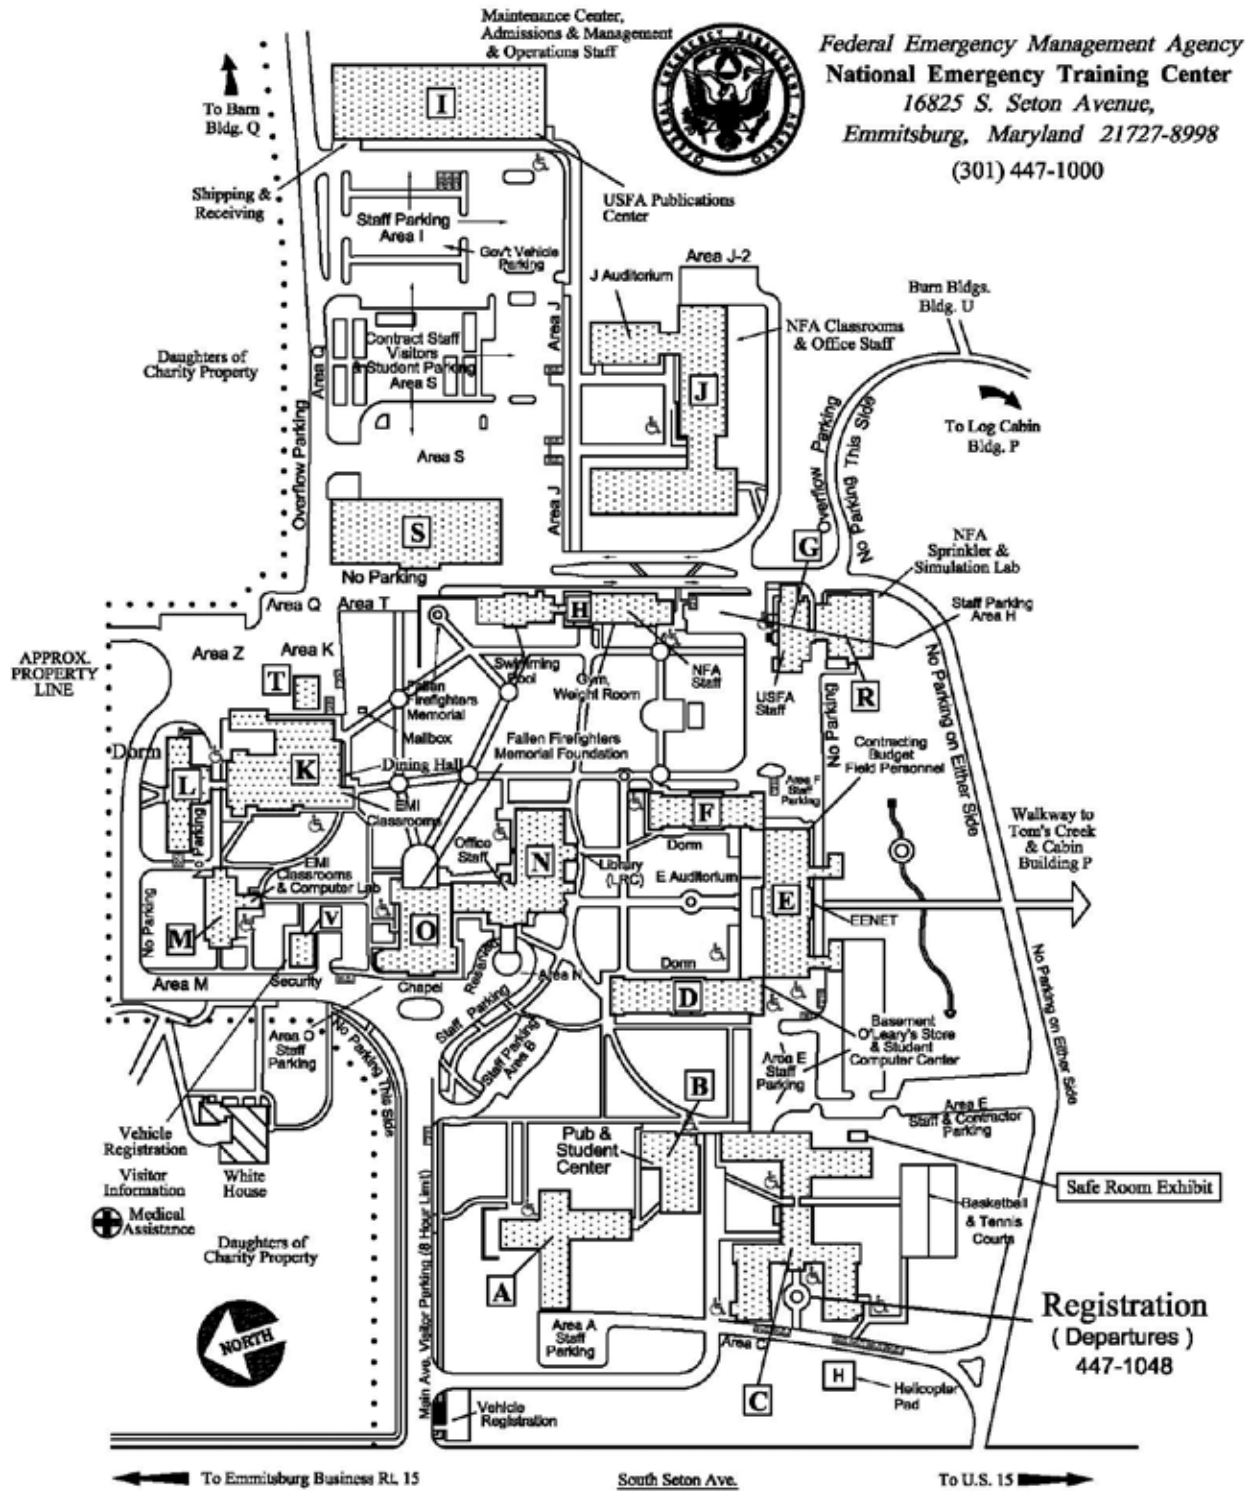 Maintenance Center,
Admissions & Management
& Operations Staff
Federal Emergency Management Agency
National Emergency Training Center
16825 S. Seton Avenue,
Emmitsburg, Maryland 21727-8998
(301) 447-1000
To Barn
Bldg. Q
I
Shipping &
Receiving
USFA Publications
Center
Staff Parking
Area I
Gov't Vehicle
Parking
Area J-2
J Auditorium
Burn Bldgs.
Bldg. U
NFA Classrooms
& Office Staff
Area J
Contract Staff
Visitors
& Student Parking
Area S
Daughters of
Charity Property
Area Q
Overflow Parking
J
To Log Cabin
Bldg. P
Overflow Parking
No Parking This Side
Area S
Area J
S
G
NFA
Sprinkler &
Simulation Lab
No Parking
Area Q
Area T
H
Staff Parking
Area H
APPROX.
PROPERTY
LINE
Area Z
Area K
T
Swimming
Pool
Gym,
Weight Room
NFA
Staff
USFA
Staff
R
No Parking
No Parking on Either Side
Fallen
Firefighters
Memorial
Mailbox
Fallen Firefighters
Memorial Foundation
Contracting
Budget
Field Personnel
Dorm
L
K
Dining Hall
EMI
Classrooms
Area F
Staff
Parking
F
Walkway to
Tom's Creek
& Cabin
Building P
Office
Staff
N
Library
(LRC)
Dorm
E Auditorium
E
EENET
EMI
Classrooms
& Computer Lab
No Parking
M
V
O
Area M
Security
Chapel
Reserved
Area N
Dorm
D
Staff Parking
Staff Parking
Area B
Area O
Staff
Parking
No Parking This Side
Basement
O'Leary's Store
& Student
Computer Center
Area E
Staff
Parking
No Parking on Either Side
B
Area E
Staff & Contractor
Parking
Vehicle
Registration
Visitor
Information
Medical
Assistance
White
House
Pub &
Student
Center
Safe Room Exhibit
Basketball
& Tennis
Courts
Daughters of
Charity Property
A
Main Ave. Visitor Parking (8 Hour Limit)
NORTH
Area A
Staff
Parking
Area C
Registration
( Departures )
447-1048
C
H
Helicopter
Pad
Vehicle
Registration
To Emmitsburg Business Rt. 15
South Seton Ave.
To U.S. 15